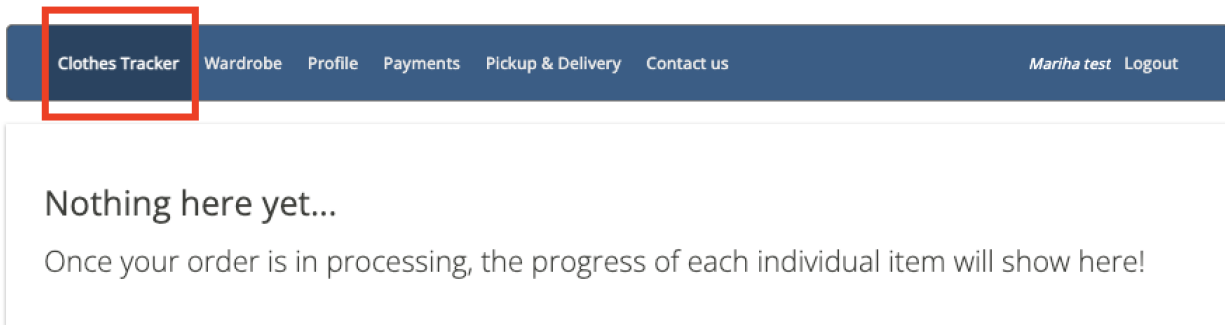 Clothes Tracker Wardrobe Profile Payments Pickup & Delivery Contact us Mariha test Logout
Nothing here yet...
Once your order is in processing, the progress of each individual item will show here!